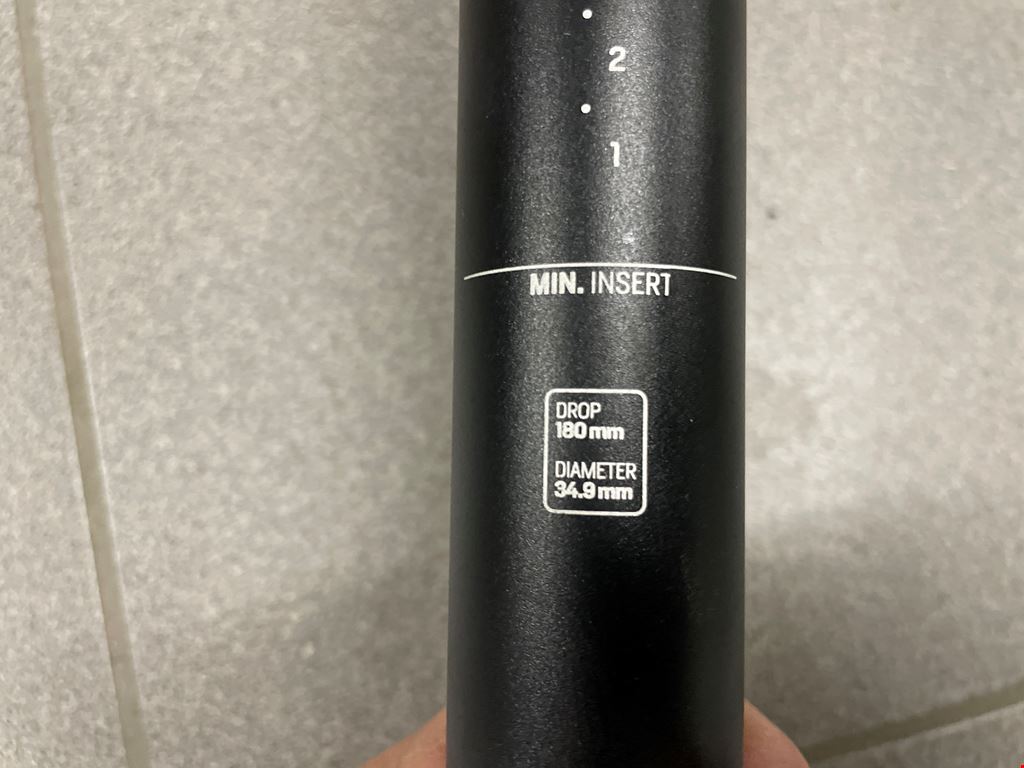 2
1
MIN. INSERT
DROP
180 mm
DIAMETER
34.9 mm